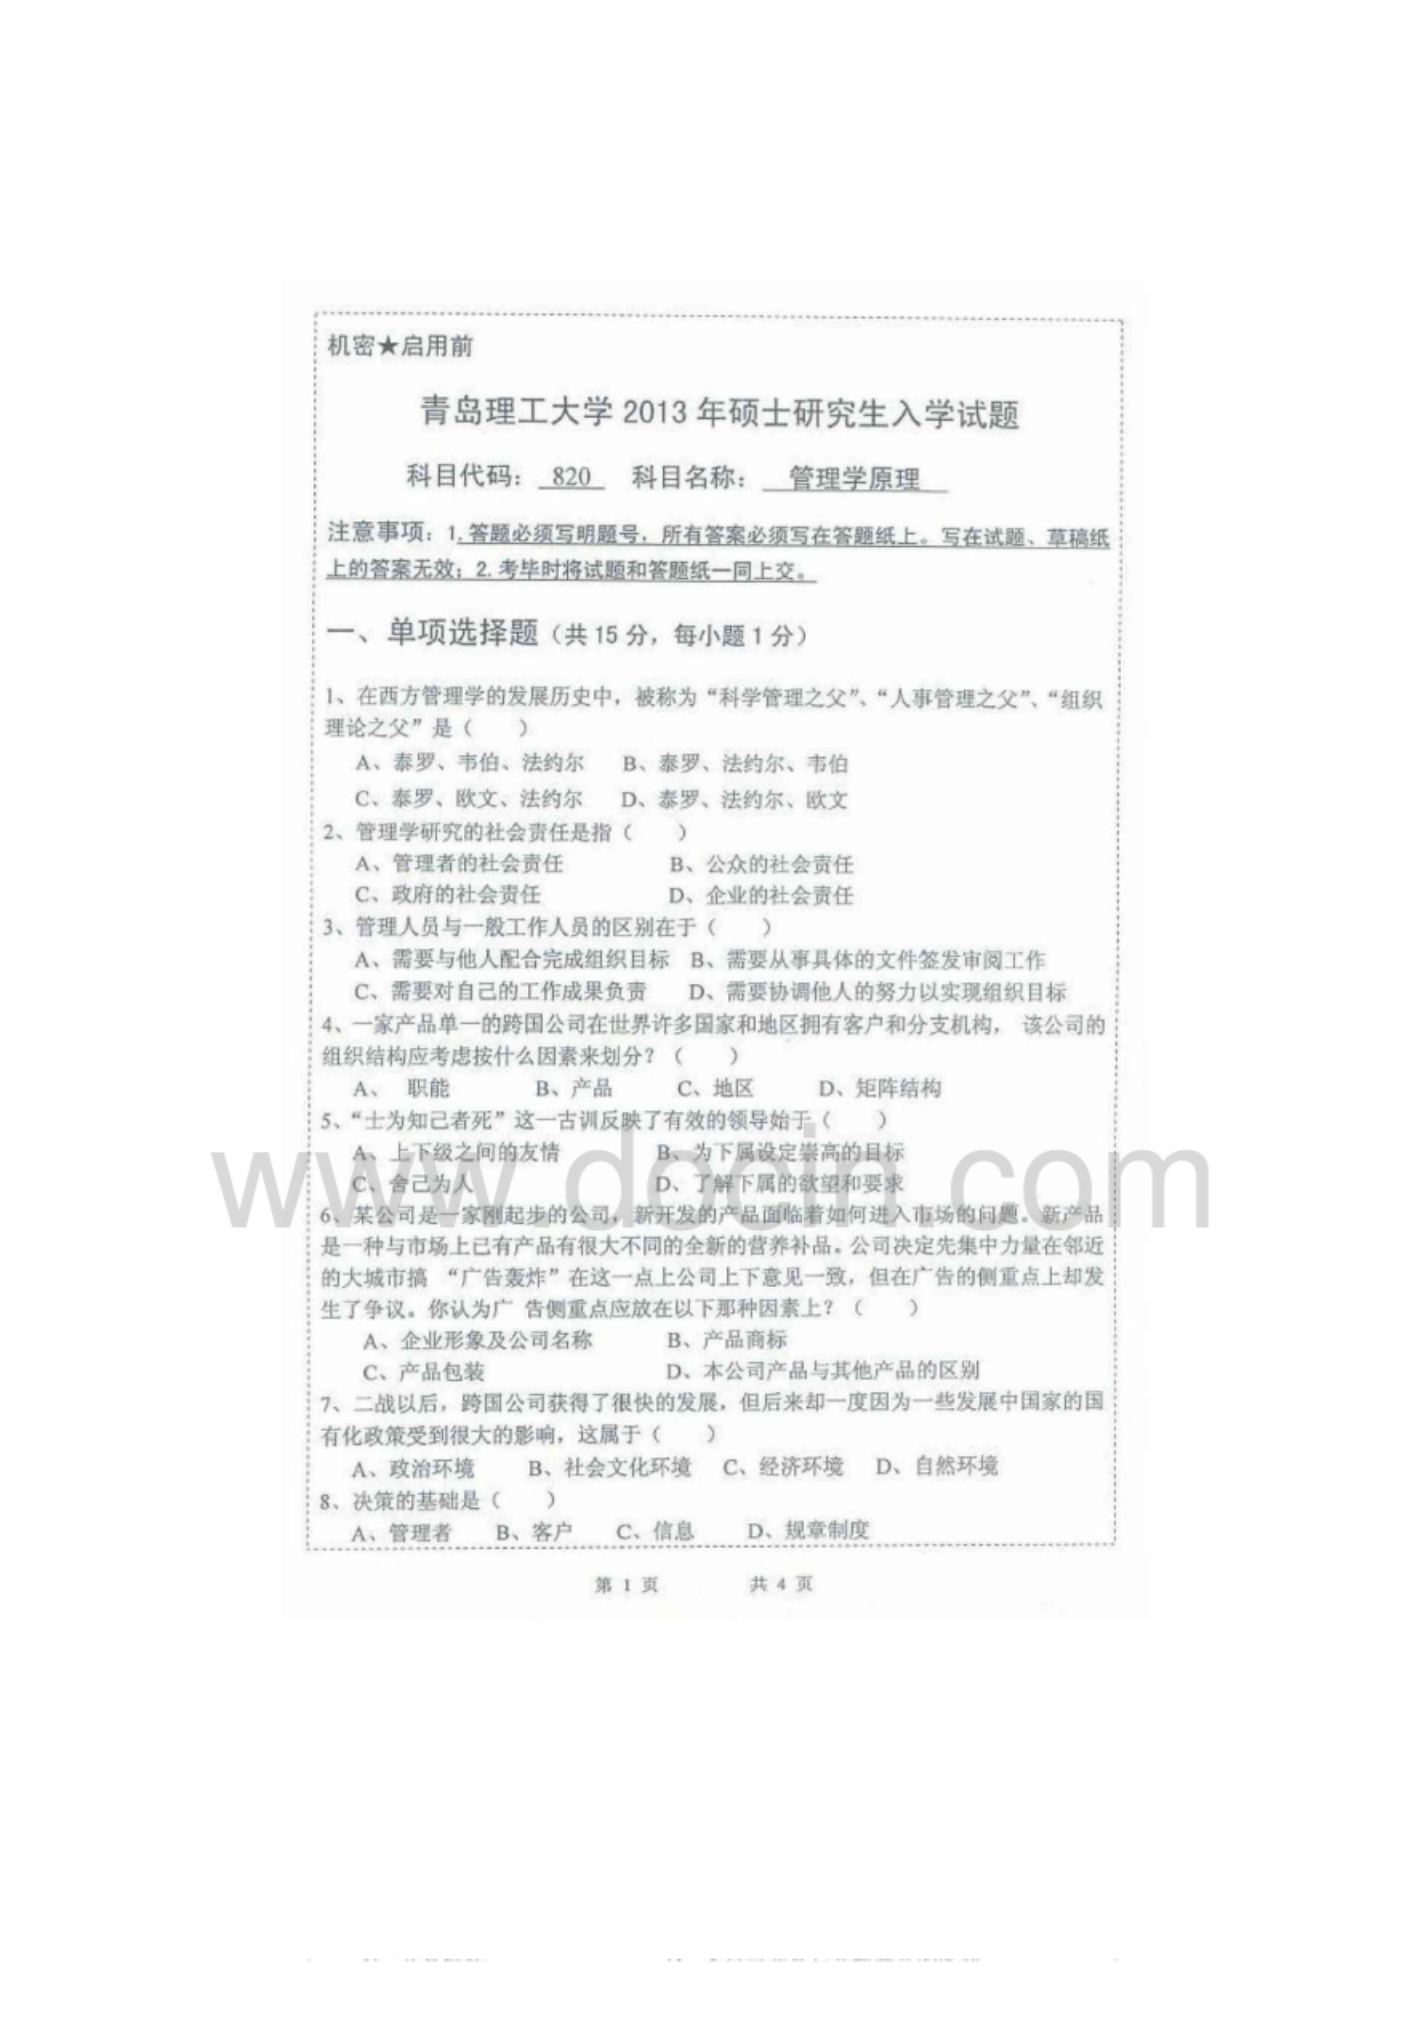 机密★启用前
青岛理工大学 2013 年硕士研究生入学试题
科目代码： 820 科目名称： 管理学原理
注意事项：1.答题必须写明题号，所有答案必须写在答题纸上。写在试题、草稿纸
上的答案无效；2.考毕时将试题和答题纸一同上交。
一、单项选择题（共 15 分，每小题 1 分）
1、在西方管理学的发展历史中，被称为“科学管理之父”、“人事管理之父”、“组织
理论之父”是（ ）
A、泰罗、韦伯、法约尔 B、泰罗、法约尔、韦伯
C、泰罗、欧文、法约尔 D、泰罗、法约尔、欧文
2、管理学研究的社会责任是指（ ）
A、管理者的社会责任 B、公众的社会责任
C、政府的社会责任 D、企业的社会责任
3、管理人员与一般工作人员的区别在于（ ）
A、需要与他人配合完成组织目标 B、需要从事具体的文件签发审阅工作
C、需要对自己的工作成果负责 D、需要协调他人的努力以实现组织目标
4、一家产品单一的跨国公司在世界许多国家和地区拥有客户和分支机构， 该公司的
组织结构应考虑按什么因素来划分？（ ）
A、 职能 B、产品 C、地区 D、矩阵结构
5、“士为知己者死”这一古训反映了有效的领导始于（ ）
A、上下级之间的友情 B、为下属设定崇高的目标
C、舍己为人 D、了解下属的欲望和要求
www.docin.com
6、某公司是一家刚起步的公司，新开发的产品面临着如何进入市场的问题。新产品
是一种与市场上已有产品有很大不同的全新的营养补品。公司决定先集中力量在邻近
的大城市搞 “广告轰炸”在这一点上公司上下意见一致，但在广告的侧重点上却发
生了争议。你认为广 告侧重点应放在以下那种因素上？（ ）
A、企业形象及公司名称 B、产品商标
C、产品包装 D、本公司产品与其他产品的区别
7、二战以后，跨国公司获得了很快的发展，但后来却一度因为一些发展中国家的国
有化政策受到很大的影响，这属于（ ）
A、政治环境 B、社会文化环境 C、经济环境 D、自然环境
8、决策的基础是（ ）
A、管理者 B、客户 C、信息 D、规章制度
第 1 页 共 4 页